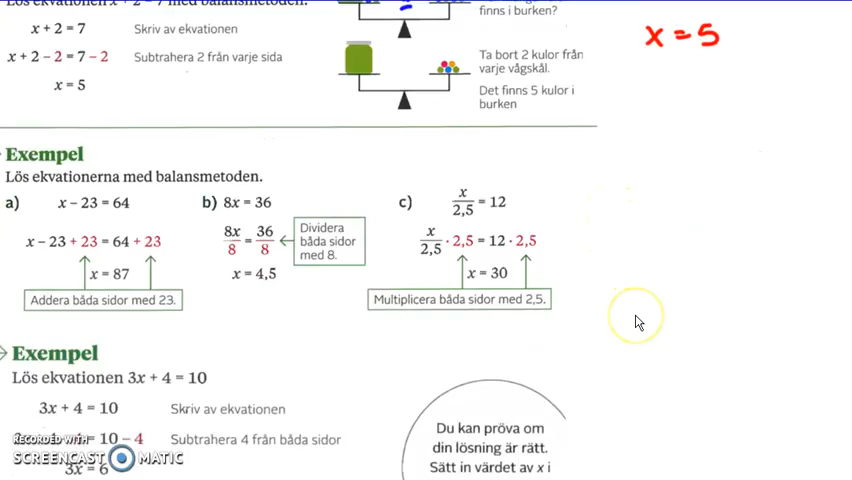 Lös ekvationen x + 2 = 7 med balansmetoden.
x + 2 = 7 Skriv av ekvationen
x + 2 − 2 = 7 − 2 Subtrahera 2 från varje sida
x = 5
finns i burken?
Ta bort 2 kulor från
varje vågskål.
Det finns 5 kulor i
burken
x = 5
Exempel
Lös ekvationerna med balansmetoden.
a) x − 23 = 64
x − 23 + 23 = 64 + 23
x = 87
Addera båda sidor med 23.
b) 8x = 36
8x/8 = 36/8
Dividera
båda sidor
med 8.
x = 4,5
c) x/2,5 = 12
x/2,5 · 2,5 = 12 · 2,5
x = 30
Multiplicera båda sidor med 2,5.
Exempel
Lös ekvationen 3x + 4 = 10
3x + 4 = 10 Skriv av ekvationen
= 10 − 4 Subtrahera 4 från båda sidor
3x = 6
Du kan pröva om
din lösning är rätt.
Sätt in värdet av x i
RECORDED WITH
SCREENCAST MATIC